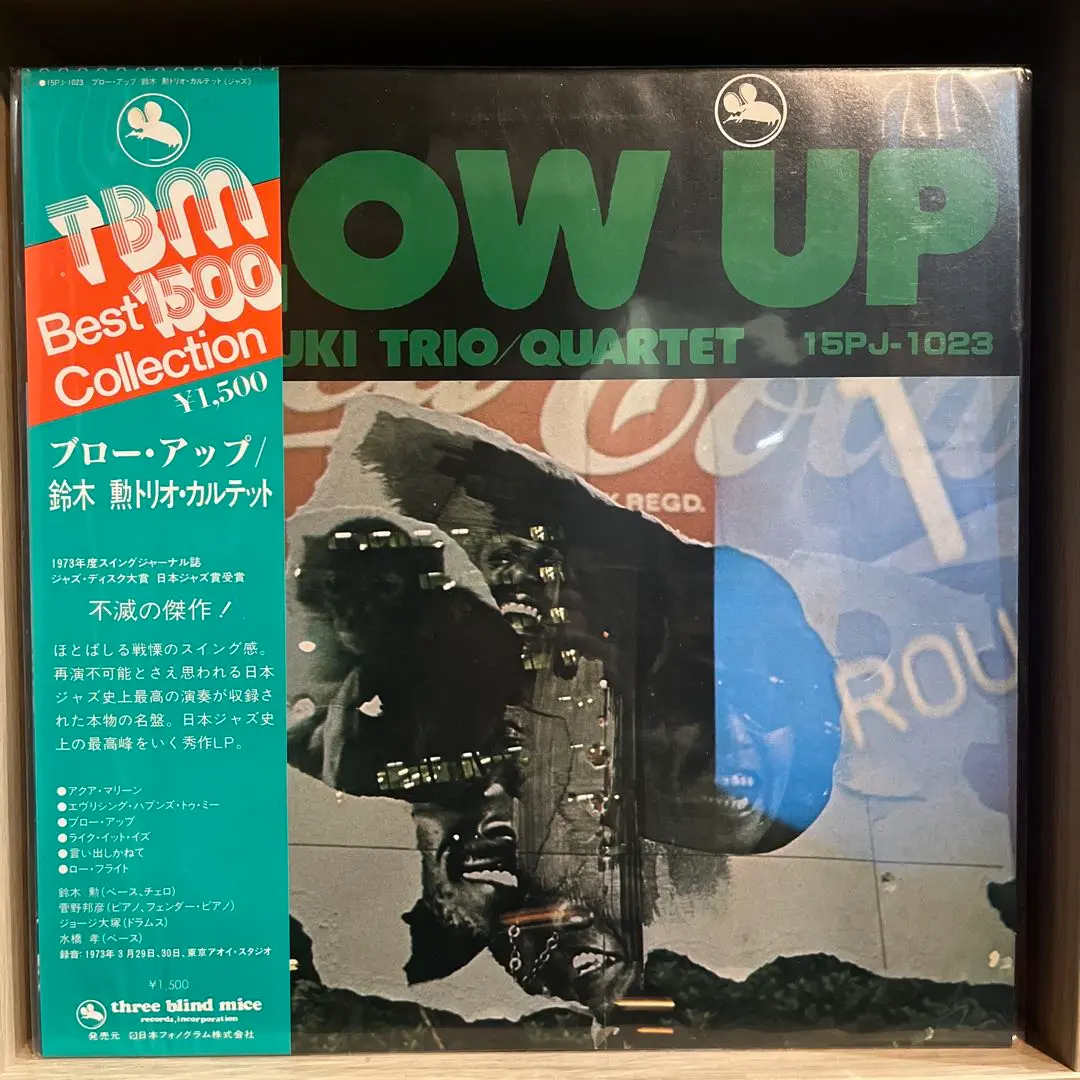 ●15PJ-1023 ブロー・アップ/鈴木 勲トリオ・カルテット《ジャズ》
TBM
Best 1500
Collection
¥1,500
ブロー・アップ/
鈴木 勲トリオ・カルテット
1973年度スイングジャーナル誌
ジャズ・ディスク大賞 日本ジャズ賞受賞
不滅の傑作!
ほとばしる戦慄のスイング感。
再演不可能とさえ思われる日本
ジャズ史上最高の演奏が収録さ
れた本物の名盤。日本ジャズ史
上の最高峰をいく秀作LP。
●アクア・マリーン
●エヴリシング・ハプンズ・トゥ・ミー
●ブロー・アップ
●ライク・イット・イズ
●言い出しかねて
●ロー・フライト
鈴木 勲(ベース、チェロ)
菅野邦彦(ピアノ、フェンダー・ピアノ)
ジョージ大塚(ドラムス)
水橋 孝(ベース)
録音:1973年3月29日、30日、東京アオイ・スタジオ
¥1,500
three blind mice
records, incorporation
発売元 日本フォノグラム株式会社
LOW UP
UKI TRIO/QUARTET
15PJ-1023
Coca
REGD.
1
ROU